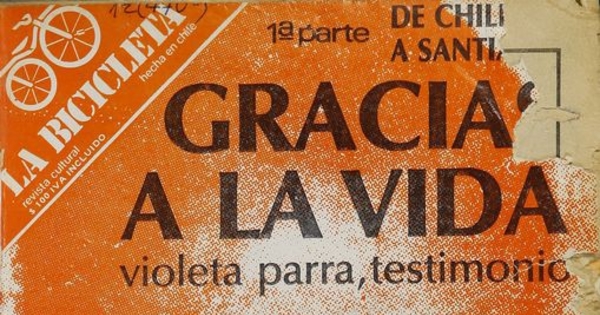 LA BICICLETA
hecha en chile
revista cultural
$ 100 IVA INCLUIDO
1ª parte
DE CHIL
A SANTI
GRACIAS
A LA VIDA
violeta parra, testimonio